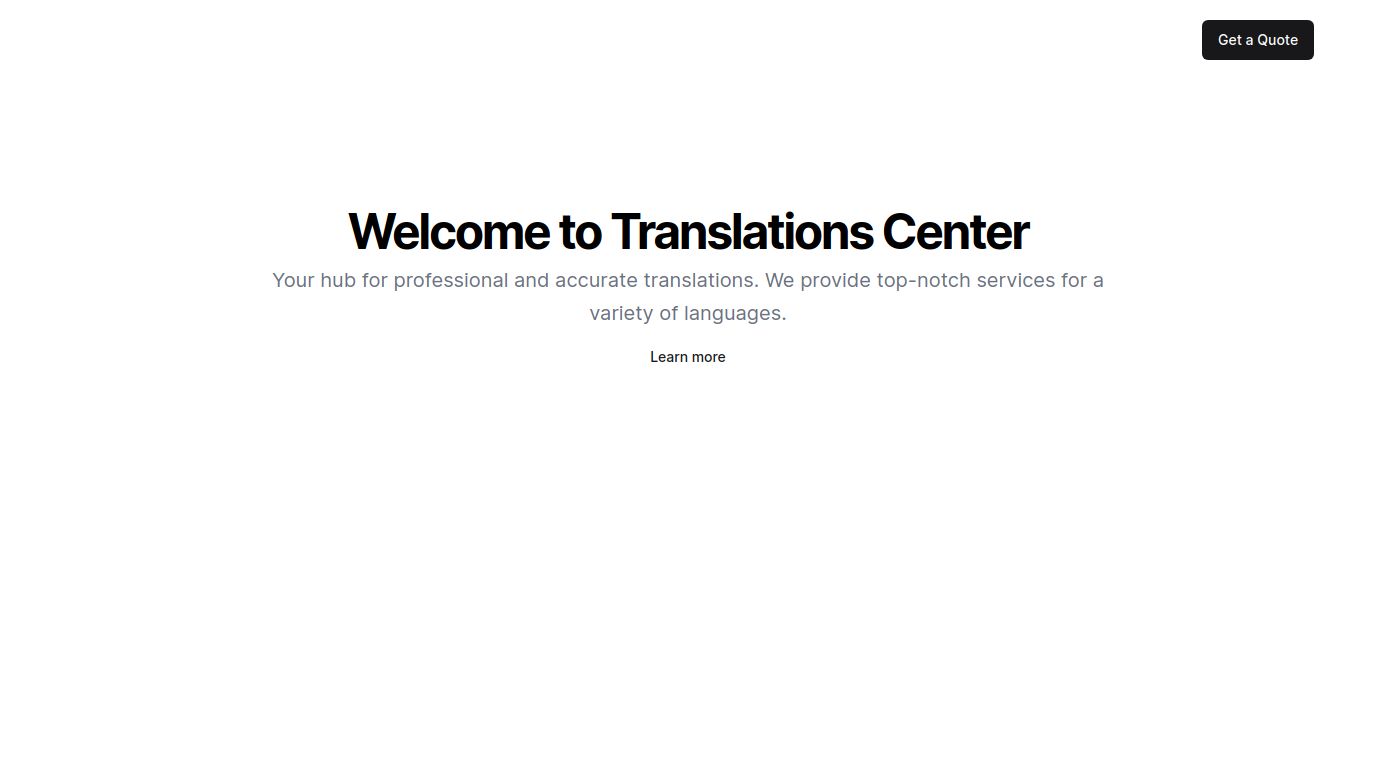 Get a Quote
Welcome to Translations Center
Your hub for professional and accurate translations. We provide top-notch services for a
variety of languages.
Learn more